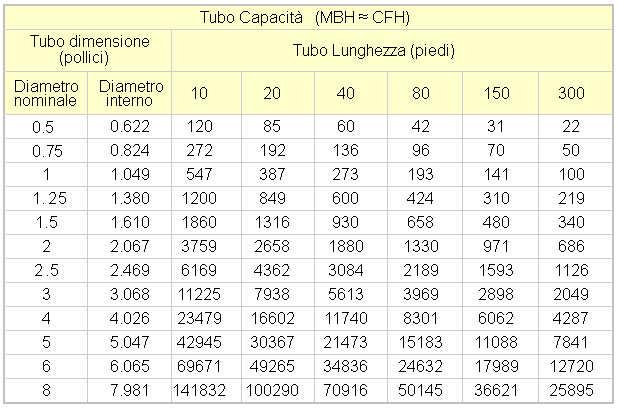 Tubo Capacità (MBH ≈ CFH)
Tubo dimensione
(pollici)
Tubo Lunghezza (piedi)
Diametro
nominale
Diametro
interno
10 20 40 80 150 300
0.5 0.622 120 85 60 42 31 22
0.75 0.824 272 192 136 96 70 50
1 1.049 547 387 273 193 141 100
1.25 1.380 1200 849 600 424 310 219
1.5 1.610 1860 1316 930 658 480 340
2 2.067 3759 2658 1880 1330 971 686
2.5 2.469 6169 4362 3084 2189 1593 1126
3 3.068 11225 7938 5613 3969 2898 2049
4 4.026 23479 16602 11740 8301 6062 4287
5 5.047 42945 30367 21473 15183 11088 7841
6 6.065 69671 49265 34836 24632 17989 12720
8 7.981 141832 100290 70916 50145 36621 25895